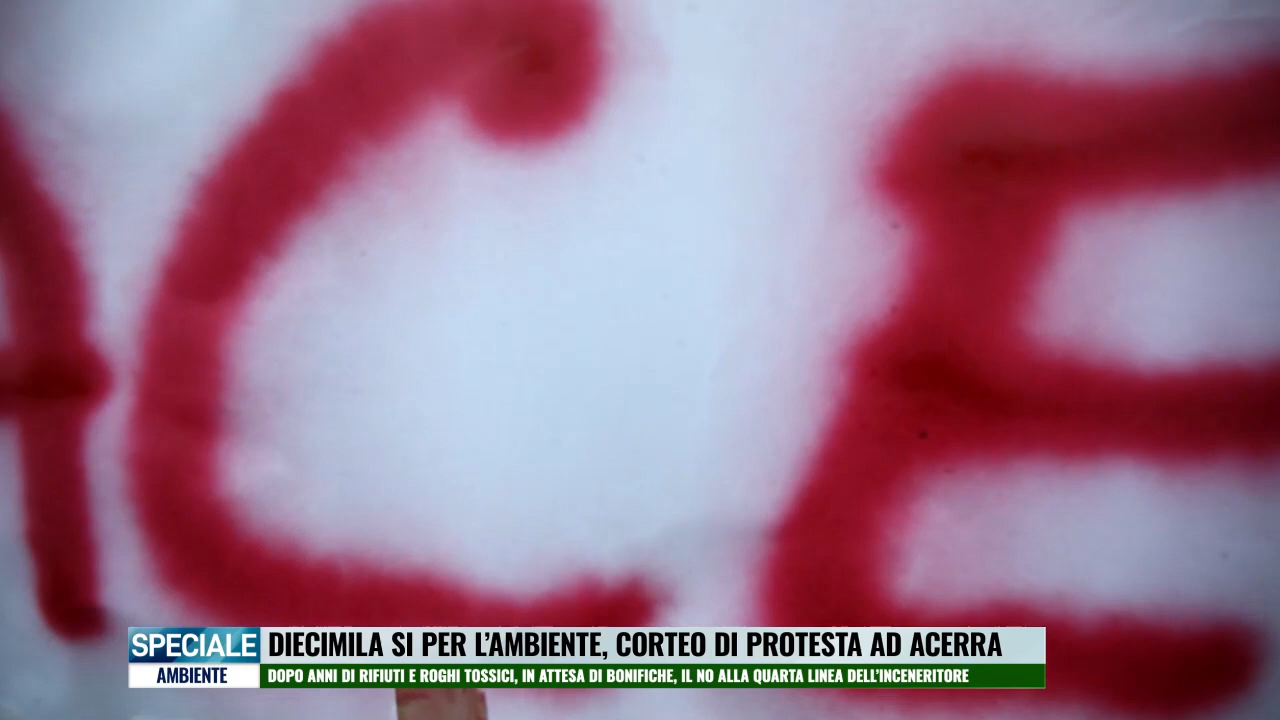 ACE
SPECIALE
DIECIMILA SI PER L'AMBIENTE, CORTEO DI PROTESTA AD ACERRA
AMBIENTE
DOPO ANNI DI RIFIUTI E ROGHI TOSSICI, IN ATTESA DI BONIFICHE, IL NO ALLA QUARTA LINEA DELL'INCENERITORE